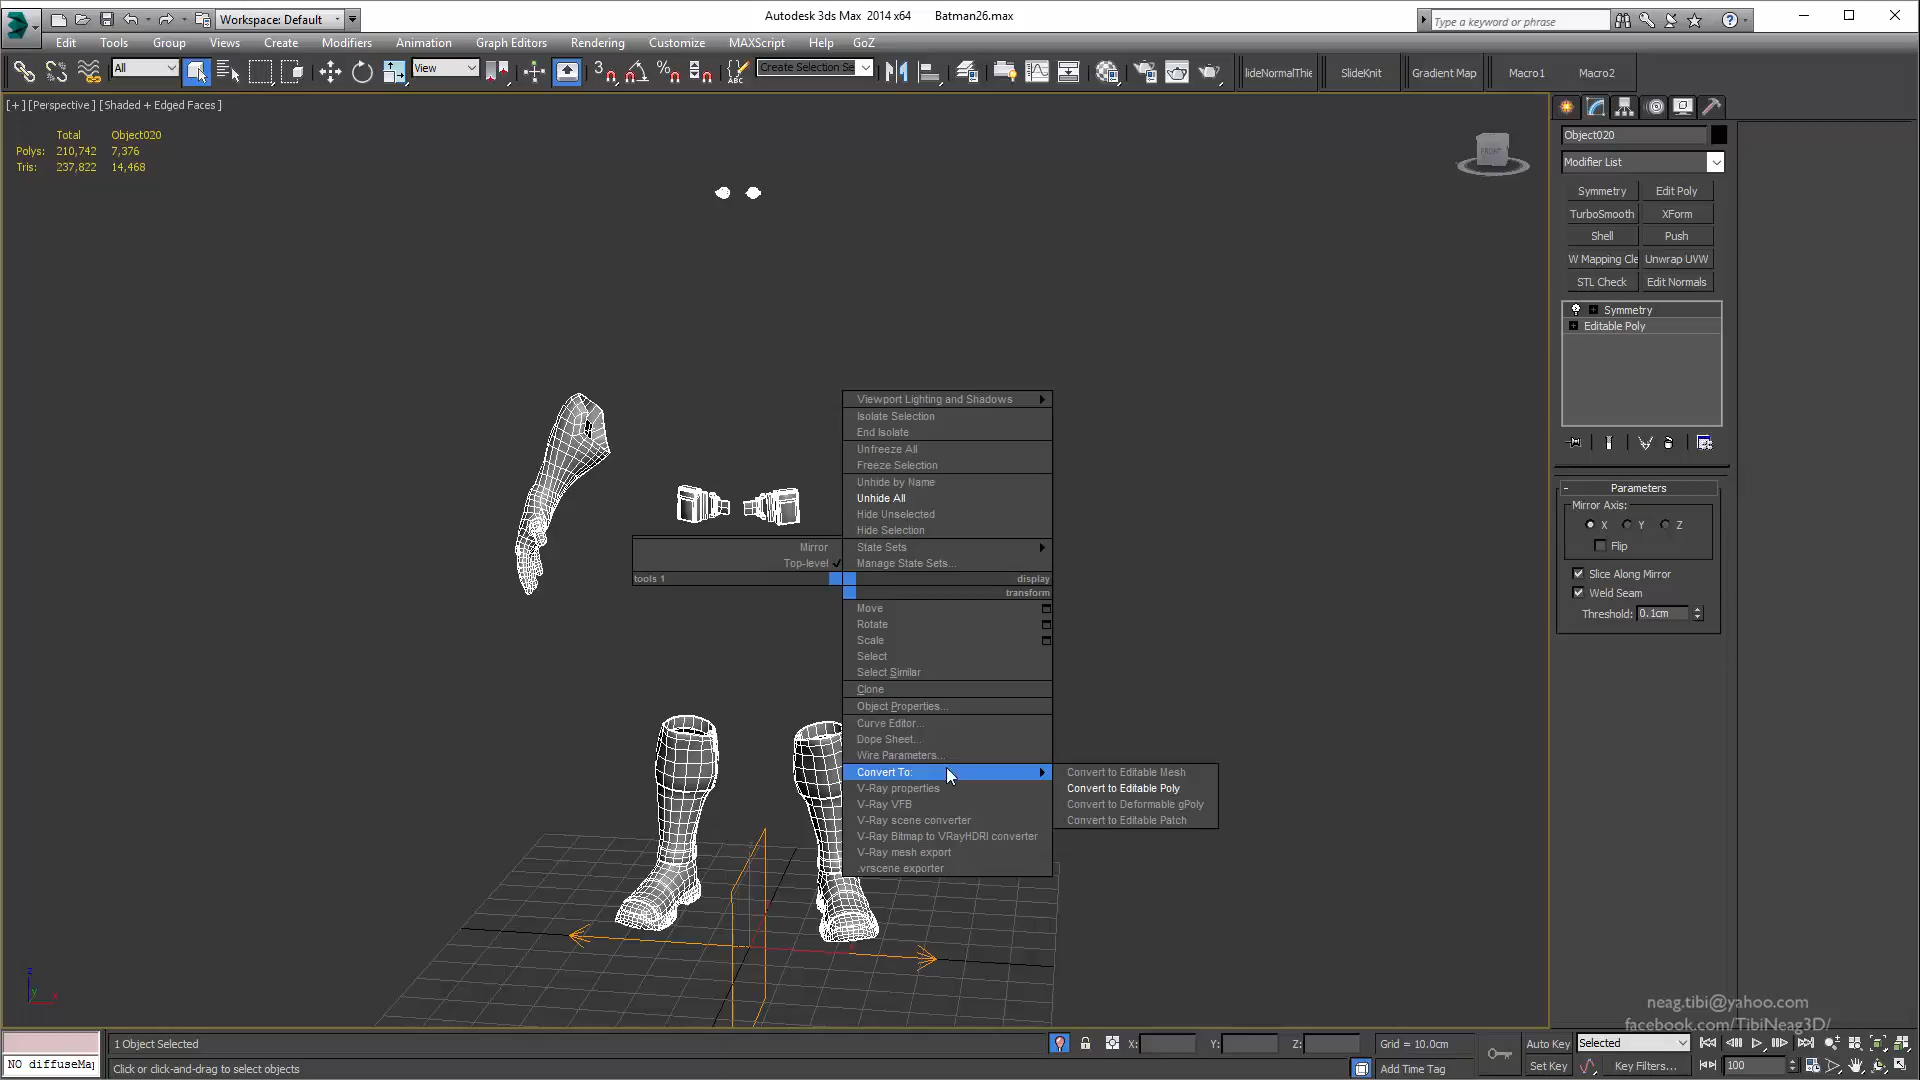 Workspace: Default
Autodesk 3ds Max 2014 x64 Batman26.max
Type a keyword or phrase
Edit Tools Group Views Create Modifiers Animation Graph Editors Rendering Customize MAXScript Help GoZ
All View Create Selection Se lideNormalThie SlideKnit Gradient Map Macro1 Macro2
[+] [Perspective] [Shaded + Edged Faces]
Total Object020
Polys: 210,742 7,376
Tris: 237,822 14,468
FRONT
Object020
Modifier List
Symmetry Edit Poly
TurboSmooth XForm
Shell Push
W Mapping Cle Unwrap UVW
STL Check Edit Normals
Symmetry
Editable Poly
Parameters
Mirror Axis:
X Y Z
Flip
Slice Along Mirror
Weld Seam
Threshold: 0.1cm
Viewport Lighting and Shadows
Isolate Selection
End Isolate
Unfreeze All
Freeze Selection
Unhide by Name
Unhide All
Hide Unselected
Hide Selection
State Sets
Manage State Sets...
Mirror
Top-level
tools 1 display
transform
Move
Rotate
Scale
Select
Select Similar
Clone
Object Properties...
Curve Editor...
Dope Sheet...
Wire Parameters...
Convert To:
V-Ray properties
V-Ray VFB
V-Ray scene converter
V-Ray Bitmap to VRayHDRI converter
V-Ray mesh export
.vrscene exporter
Convert to Editable Mesh
Convert to Editable Poly
Convert to Deformable gPoly
Convert to Editable Patch
z
y x
neag.tibi@yahoo.com
facebook.com/TibiNeag3D/
1 Object Selected X: Y: Z: Grid = 10.0cm Auto Key Selected
NO diffuseMap Click or click-and-drag to select objects Add Time Tag Set Key Key Filters... 100